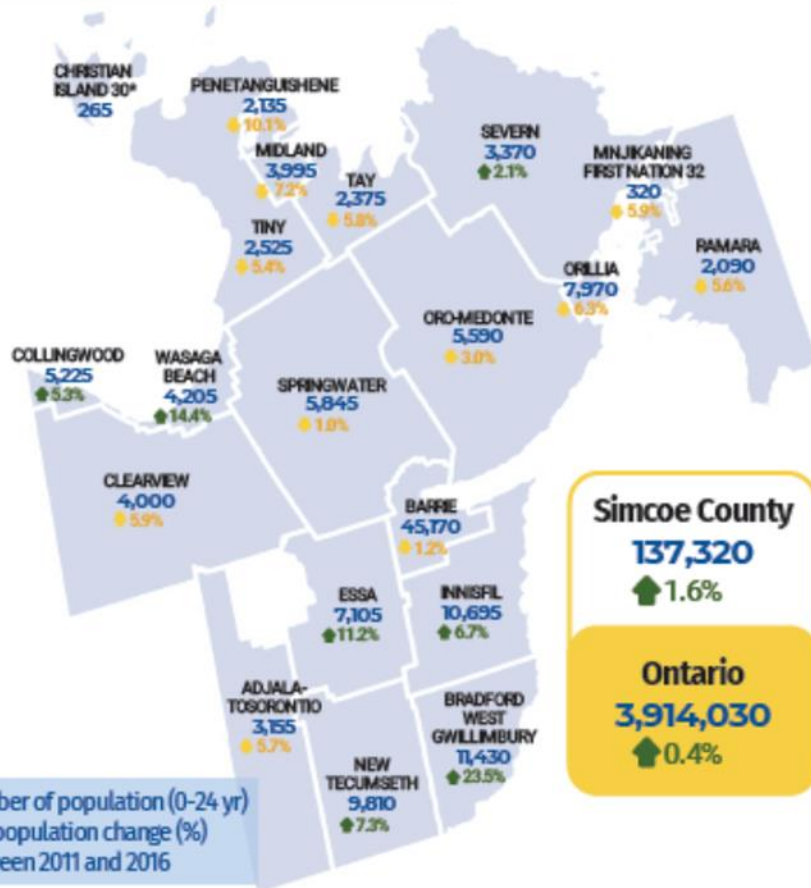 CHRISTIAN
ISLAND 30*
265
PENETANGUISHENE
2,135
10.1%
MIDLAND
3,995
7.2%
TAY
2,375
5.8%
TINY
2,525
5.4%
SEVERN
3,370
2.1%
MNJIKANING
FIRST NATION 32
320
5.9%
RAMARA
2,090
5.6%
ORILLIA
7,970
6.3%
ORO-MEDONTE
5,590
3.0%
COLLINGWOOD
5,225
5.3%
WASAGA
BEACH
4,205
14.4%
SPRINGWATER
5,845
1.0%
CLEARVIEW
4,000
5.9%
BARRIE
45,170
1.2%
ESSA
7,105
11.2%
INNISFIL
10,695
6.7%
ADJALA-
TOSORONTIO
3,155
5.7%
NEW
TECUMSETH
9,810
7.3%
BRADFORD
WEST
GWILLIMBURY
11,430
23.5%
Simcoe County
137,320
1.6%
Ontario
3,914,030
0.4%
ber of population (0-24 yr)
population change (%)
een 2011 and 2016